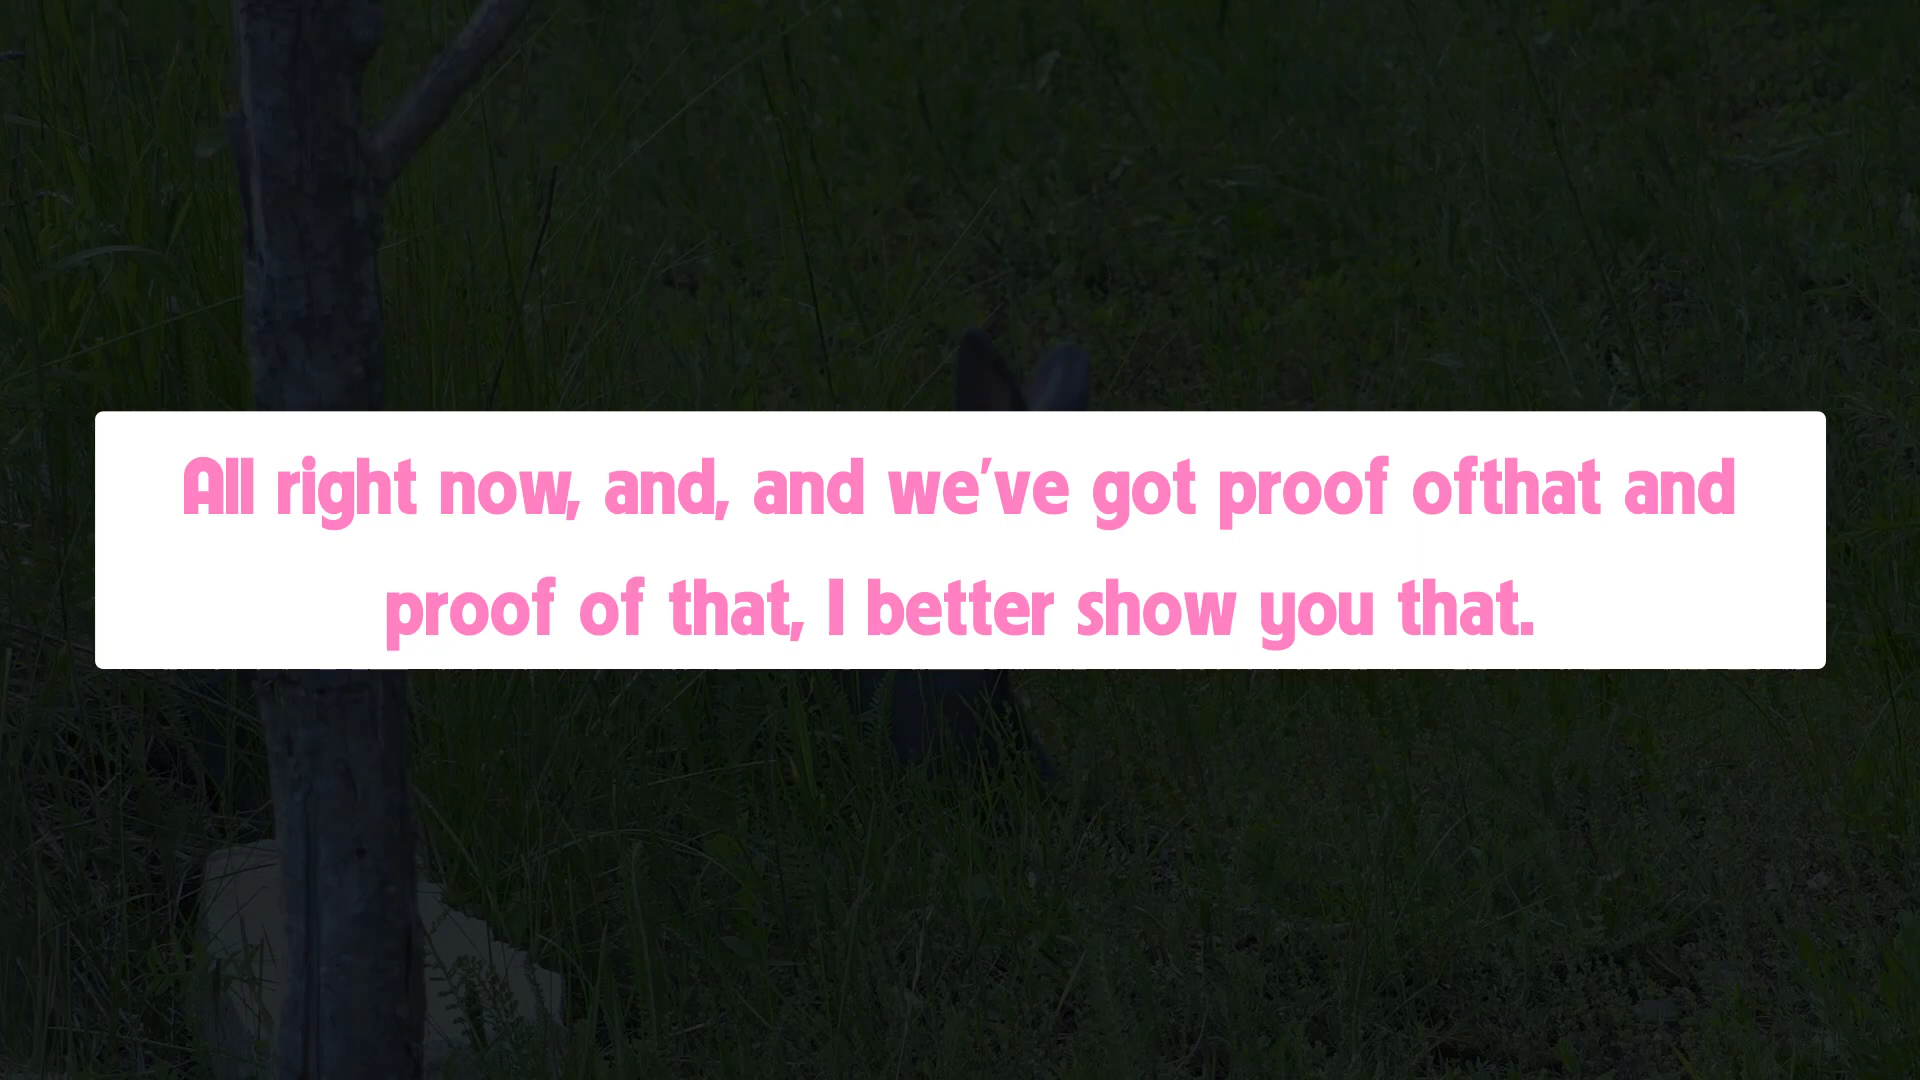 All right now, and, and we've got proof ofthat and
proof of that, I better show you that.